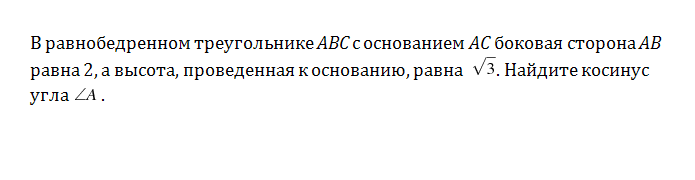 В равнобедренном треугольнике ABC с основанием AC боковая сторона AB
равна 2, а высота, проведенная к основанию, равна √3. Найдите косинус
угла ∠A .